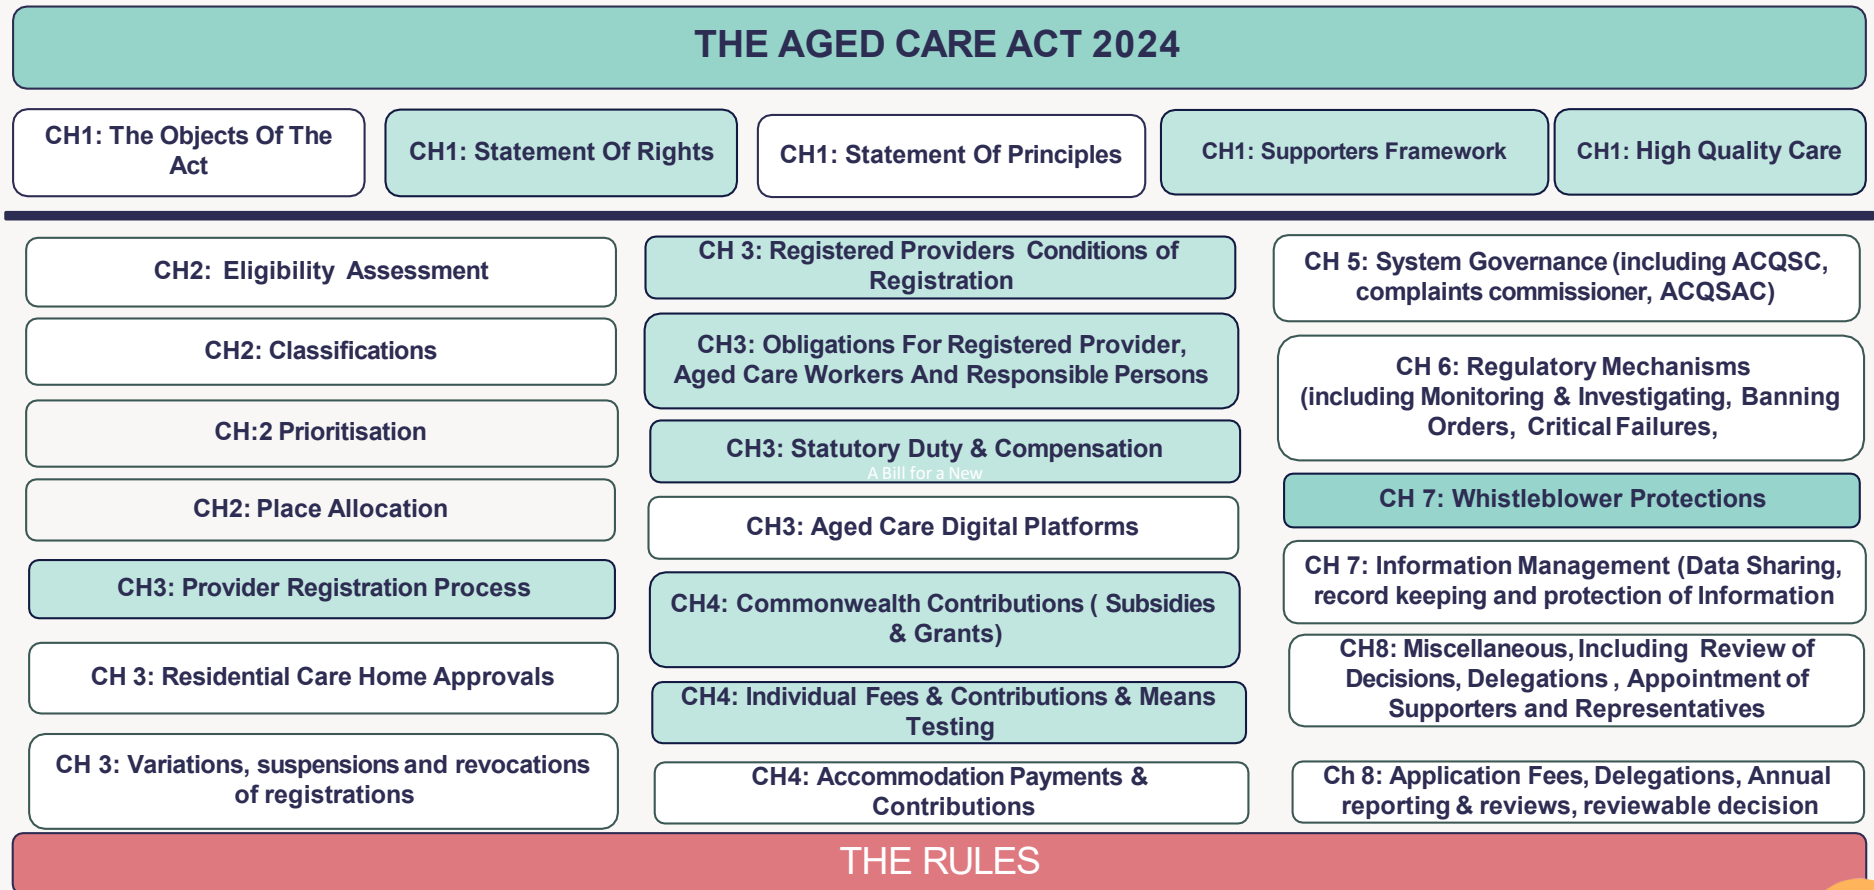 THE AGED CARE ACT 2024
CH1: The Objects Of The
Act
CH1: Statement Of Rights
CH1: Statement Of Principles
CH1: Supporters Framework
CH1: High Quality Care
CH2: Eligibility Assessment
CH2: Classifications
CH:2 Prioritisation
CH2: Place Allocation
CH3: Provider Registration Process
CH 3: Residential Care Home Approvals
CH 3: Variations, suspensions and revocations
of registrations
CH 3: Registered Providers Conditions of
Registration
CH3: Obligations For Registered Provider,
Aged Care Workers And Responsible Persons
CH3: Statutory Duty & Compensation
A Bill for a New
CH3: Aged Care Digital Platforms
CH4: Commonwealth Contributions ( Subsidies
& Grants)
CH4: Individual Fees & Contributions & Means
Testing
CH4: Accommodation Payments &
Contributions
CH 5: System Governance (including ACQSC,
complaints commissioner, ACQSAC)
CH 6: Regulatory Mechanisms
(including Monitoring & Investigating, Banning
Orders, Critical Failures,
CH 7: Whistleblower Protections
CH 7: Information Management (Data Sharing,
record keeping and protection of Information
CH8: Miscellaneous, Including Review of
Decisions, Delegations , Appointment of
Supporters and Representatives
Ch 8: Application Fees, Delegations, Annual
reporting & reviews, reviewable decision
THE RULES